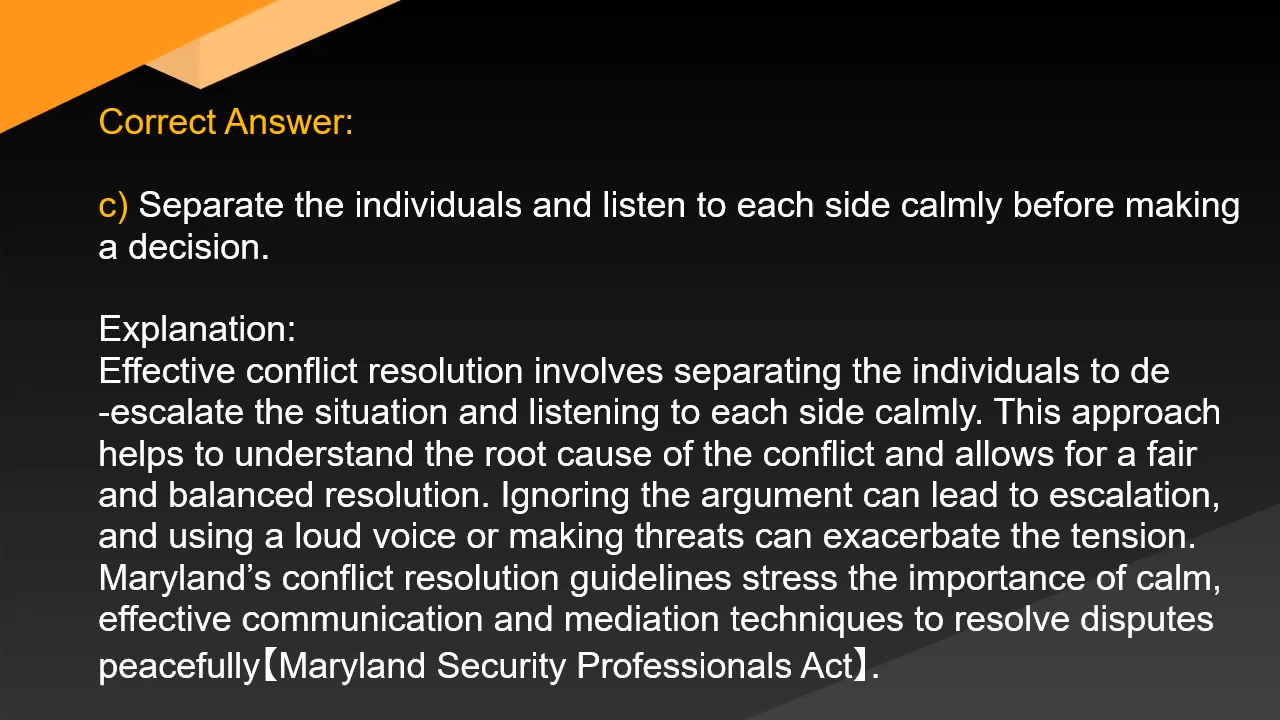 Correct Answer:
c) Separate the individuals and listen to each side calmly before making
a decision.
Explanation:
Effective conflict resolution involves separating the individuals to de
-escalate the situation and listening to each side calmly. This approach
helps to understand the root cause of the conflict and allows for a fair
and balanced resolution. Ignoring the argument can lead to escalation,
and using a loud voice or making threats can exacerbate the tension.
Maryland’s conflict resolution guidelines stress the importance of calm,
effective communication and mediation techniques to resolve disputes
peacefully【Maryland Security Professionals Act】.